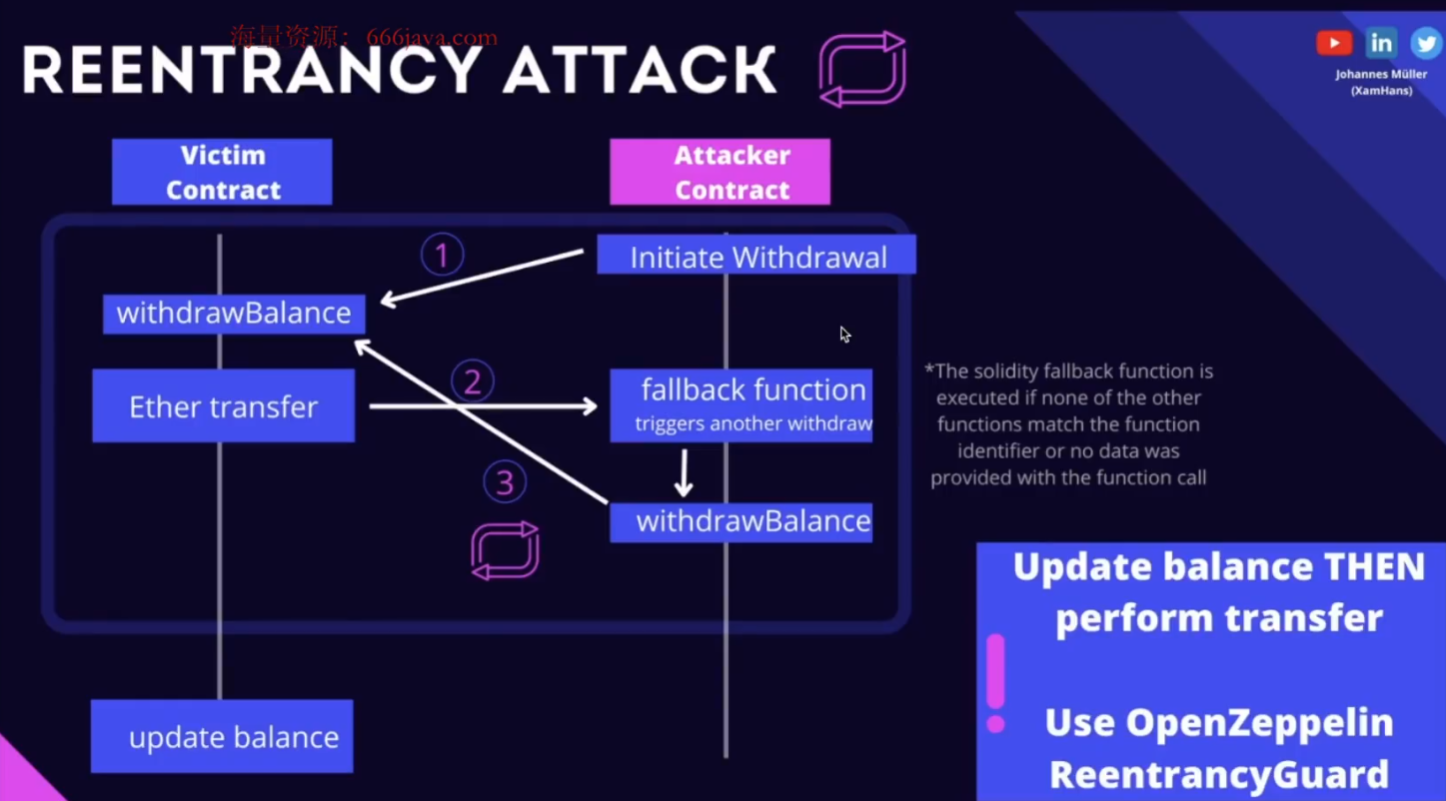 海量资源：666java.com
REENTRANCY ATTACK
Johannes Müller
(XamHans)
Victim
Contract
Attacker
Contract
1
Initiate Withdrawal
withdrawBalance
2
Ether transfer
fallback function
triggers another withdraw
*The solidity fallback function is
executed if none of the other
functions match the function
identifier or no data was
provided with the function call
3
withdrawBalance
update balance
Update balance THEN
perform transfer
Use OpenZeppelin
ReentrancyGuard